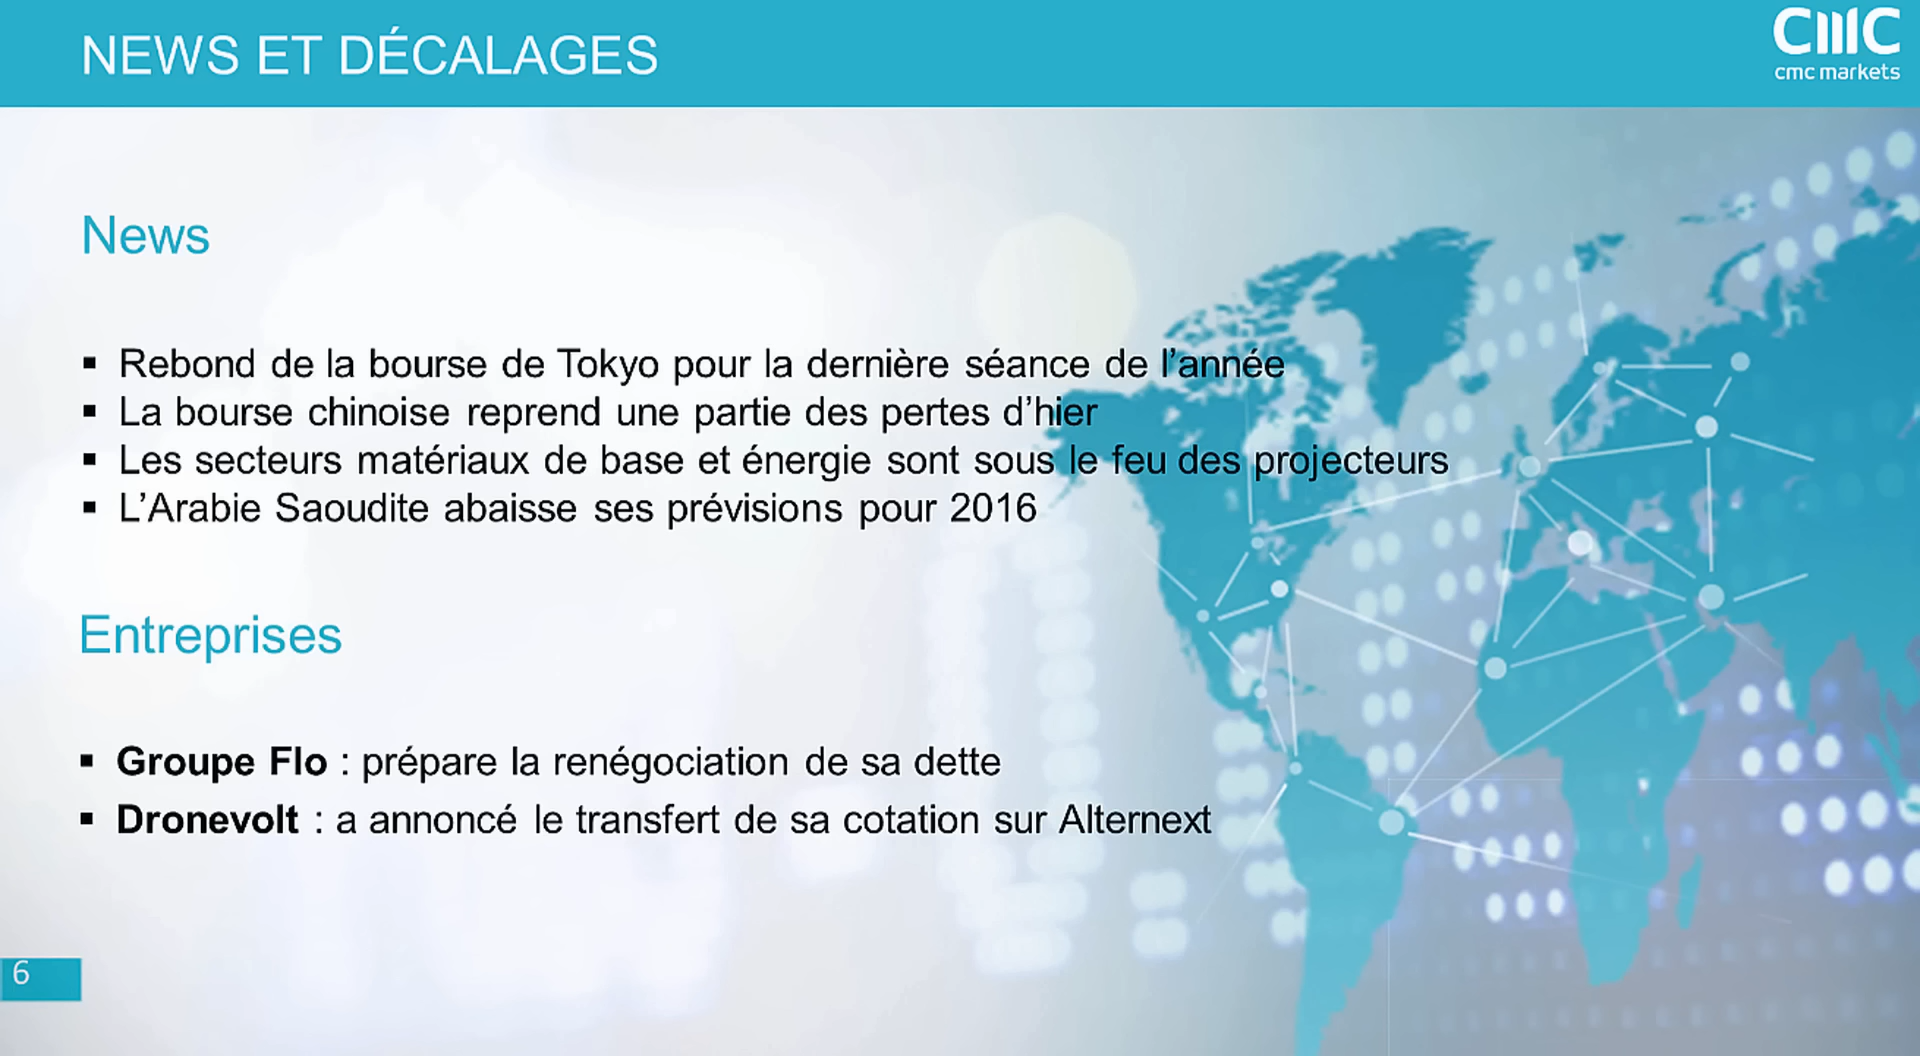 NEWS ET DÉCALAGES
CMC
cmc markets
News
▪ Rebond de la bourse de Tokyo pour la dernière séance de l’année
▪ La bourse chinoise reprend une partie des pertes d’hier
▪ Les secteurs matériaux de base et énergie sont sous le feu des projecteurs
▪ L’Arabie Saoudite abaisse ses prévisions pour 2016
Entreprises
▪ Groupe Flo : prépare la renégociation de sa dette
▪ Dronevolt : a annoncé le transfert de sa cotation sur Alternext
6